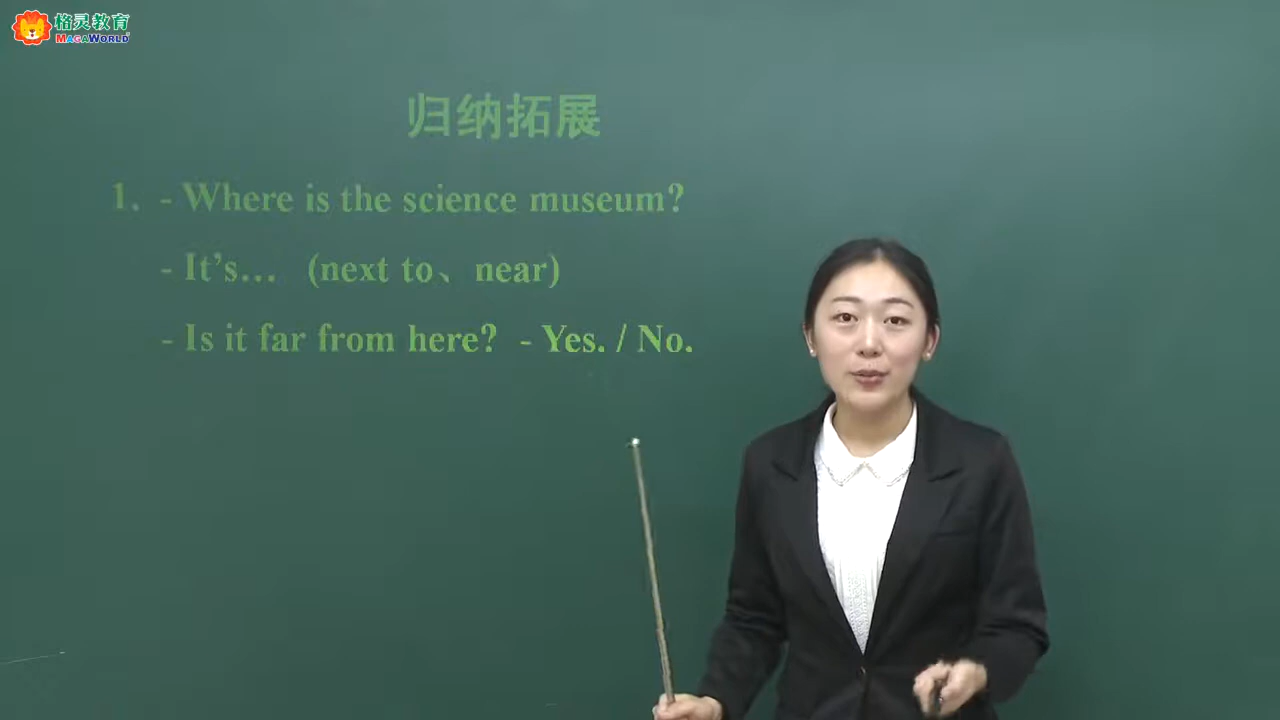 格灵教育
MAGAWORLD
归纳拓展
1. - Where is the science museum?
- It's... (next to、near)
- Is it far from here? - Yes. / No.